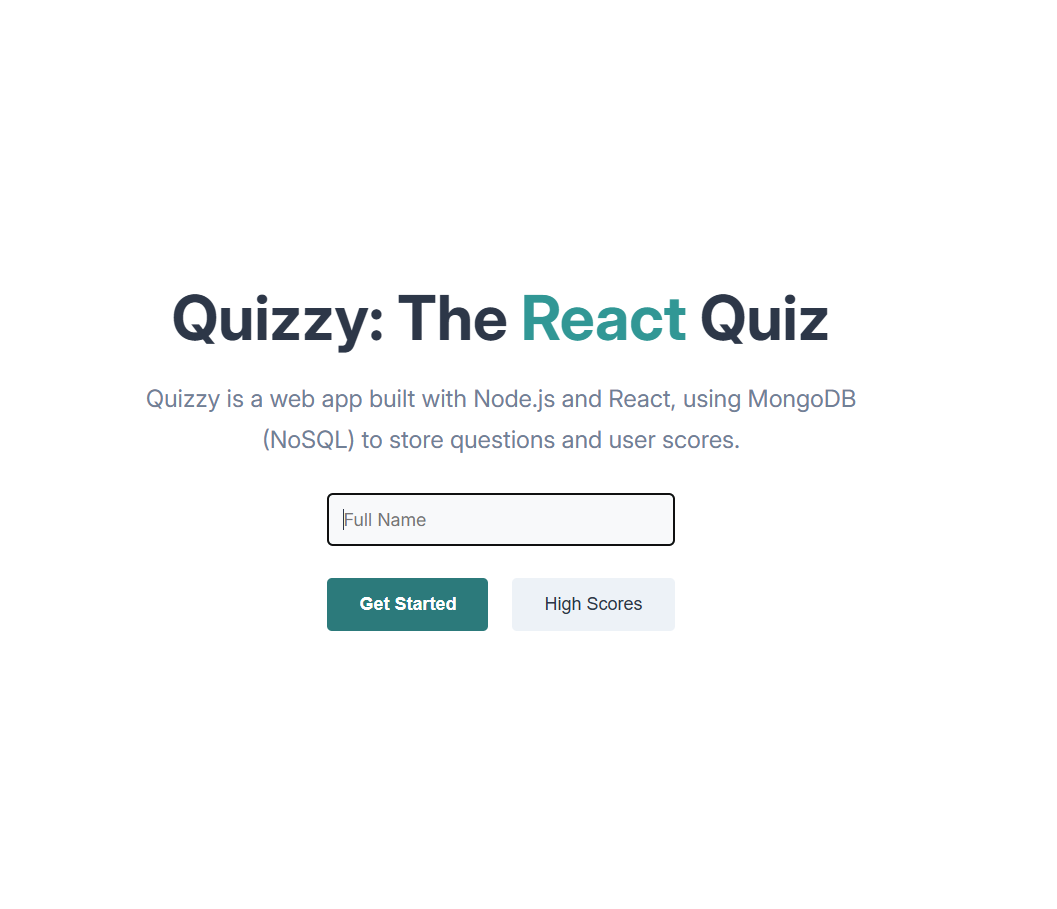 Quizzy: The React Quiz
Quizzy is a web app built with Node.js and React, using MongoDB
(NoSQL) to store questions and user scores.
Full Name
Get Started High Scores